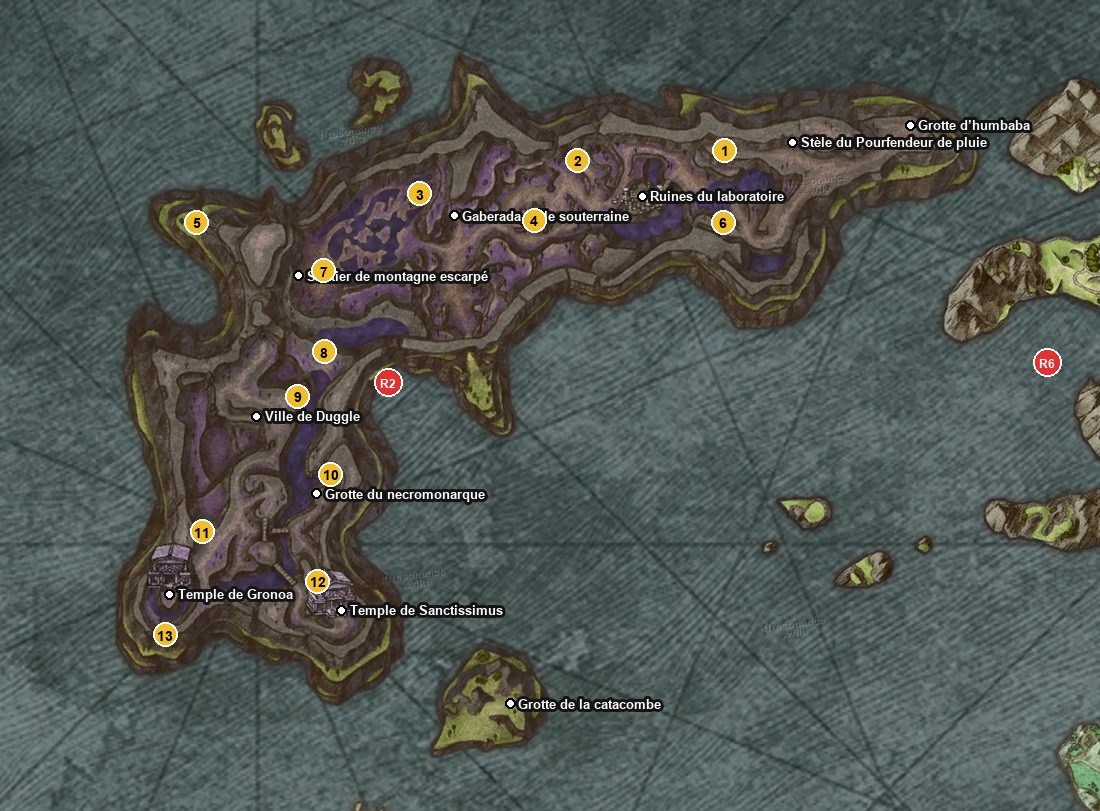 Grotte d'humbaba
Stèle du Pourfendeur de pluie
1
2
3
Ruines du laboratoire
Gaberada
le souterraine
4
5
6
7
tier de montagne escarpé
8
R6
R2
9
Ville de Duggle
10
Grotte du necromonarque
11
12
Temple de Gronoa
Temple de Sanctissimus
13
Grotte de la catacombe